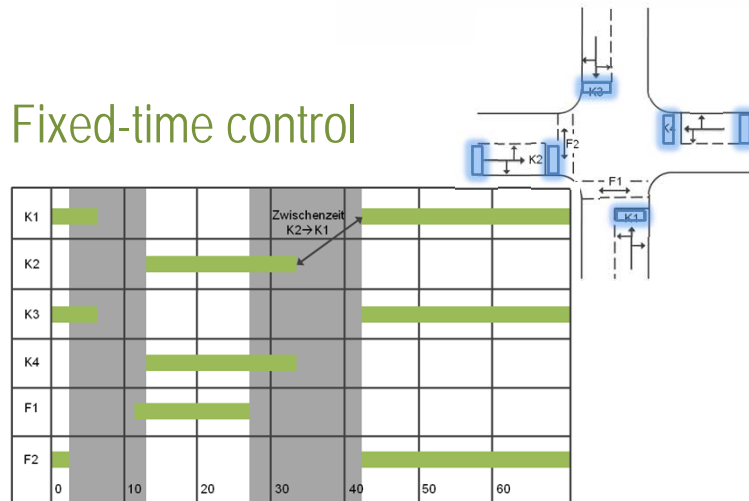 Fixed-time control
K3
K4
F2
K2
F1
K1
K1
Zwischenzeit
K2→K1
K2
K3
K4
F1
F2
0 10 20 30 40 50 60